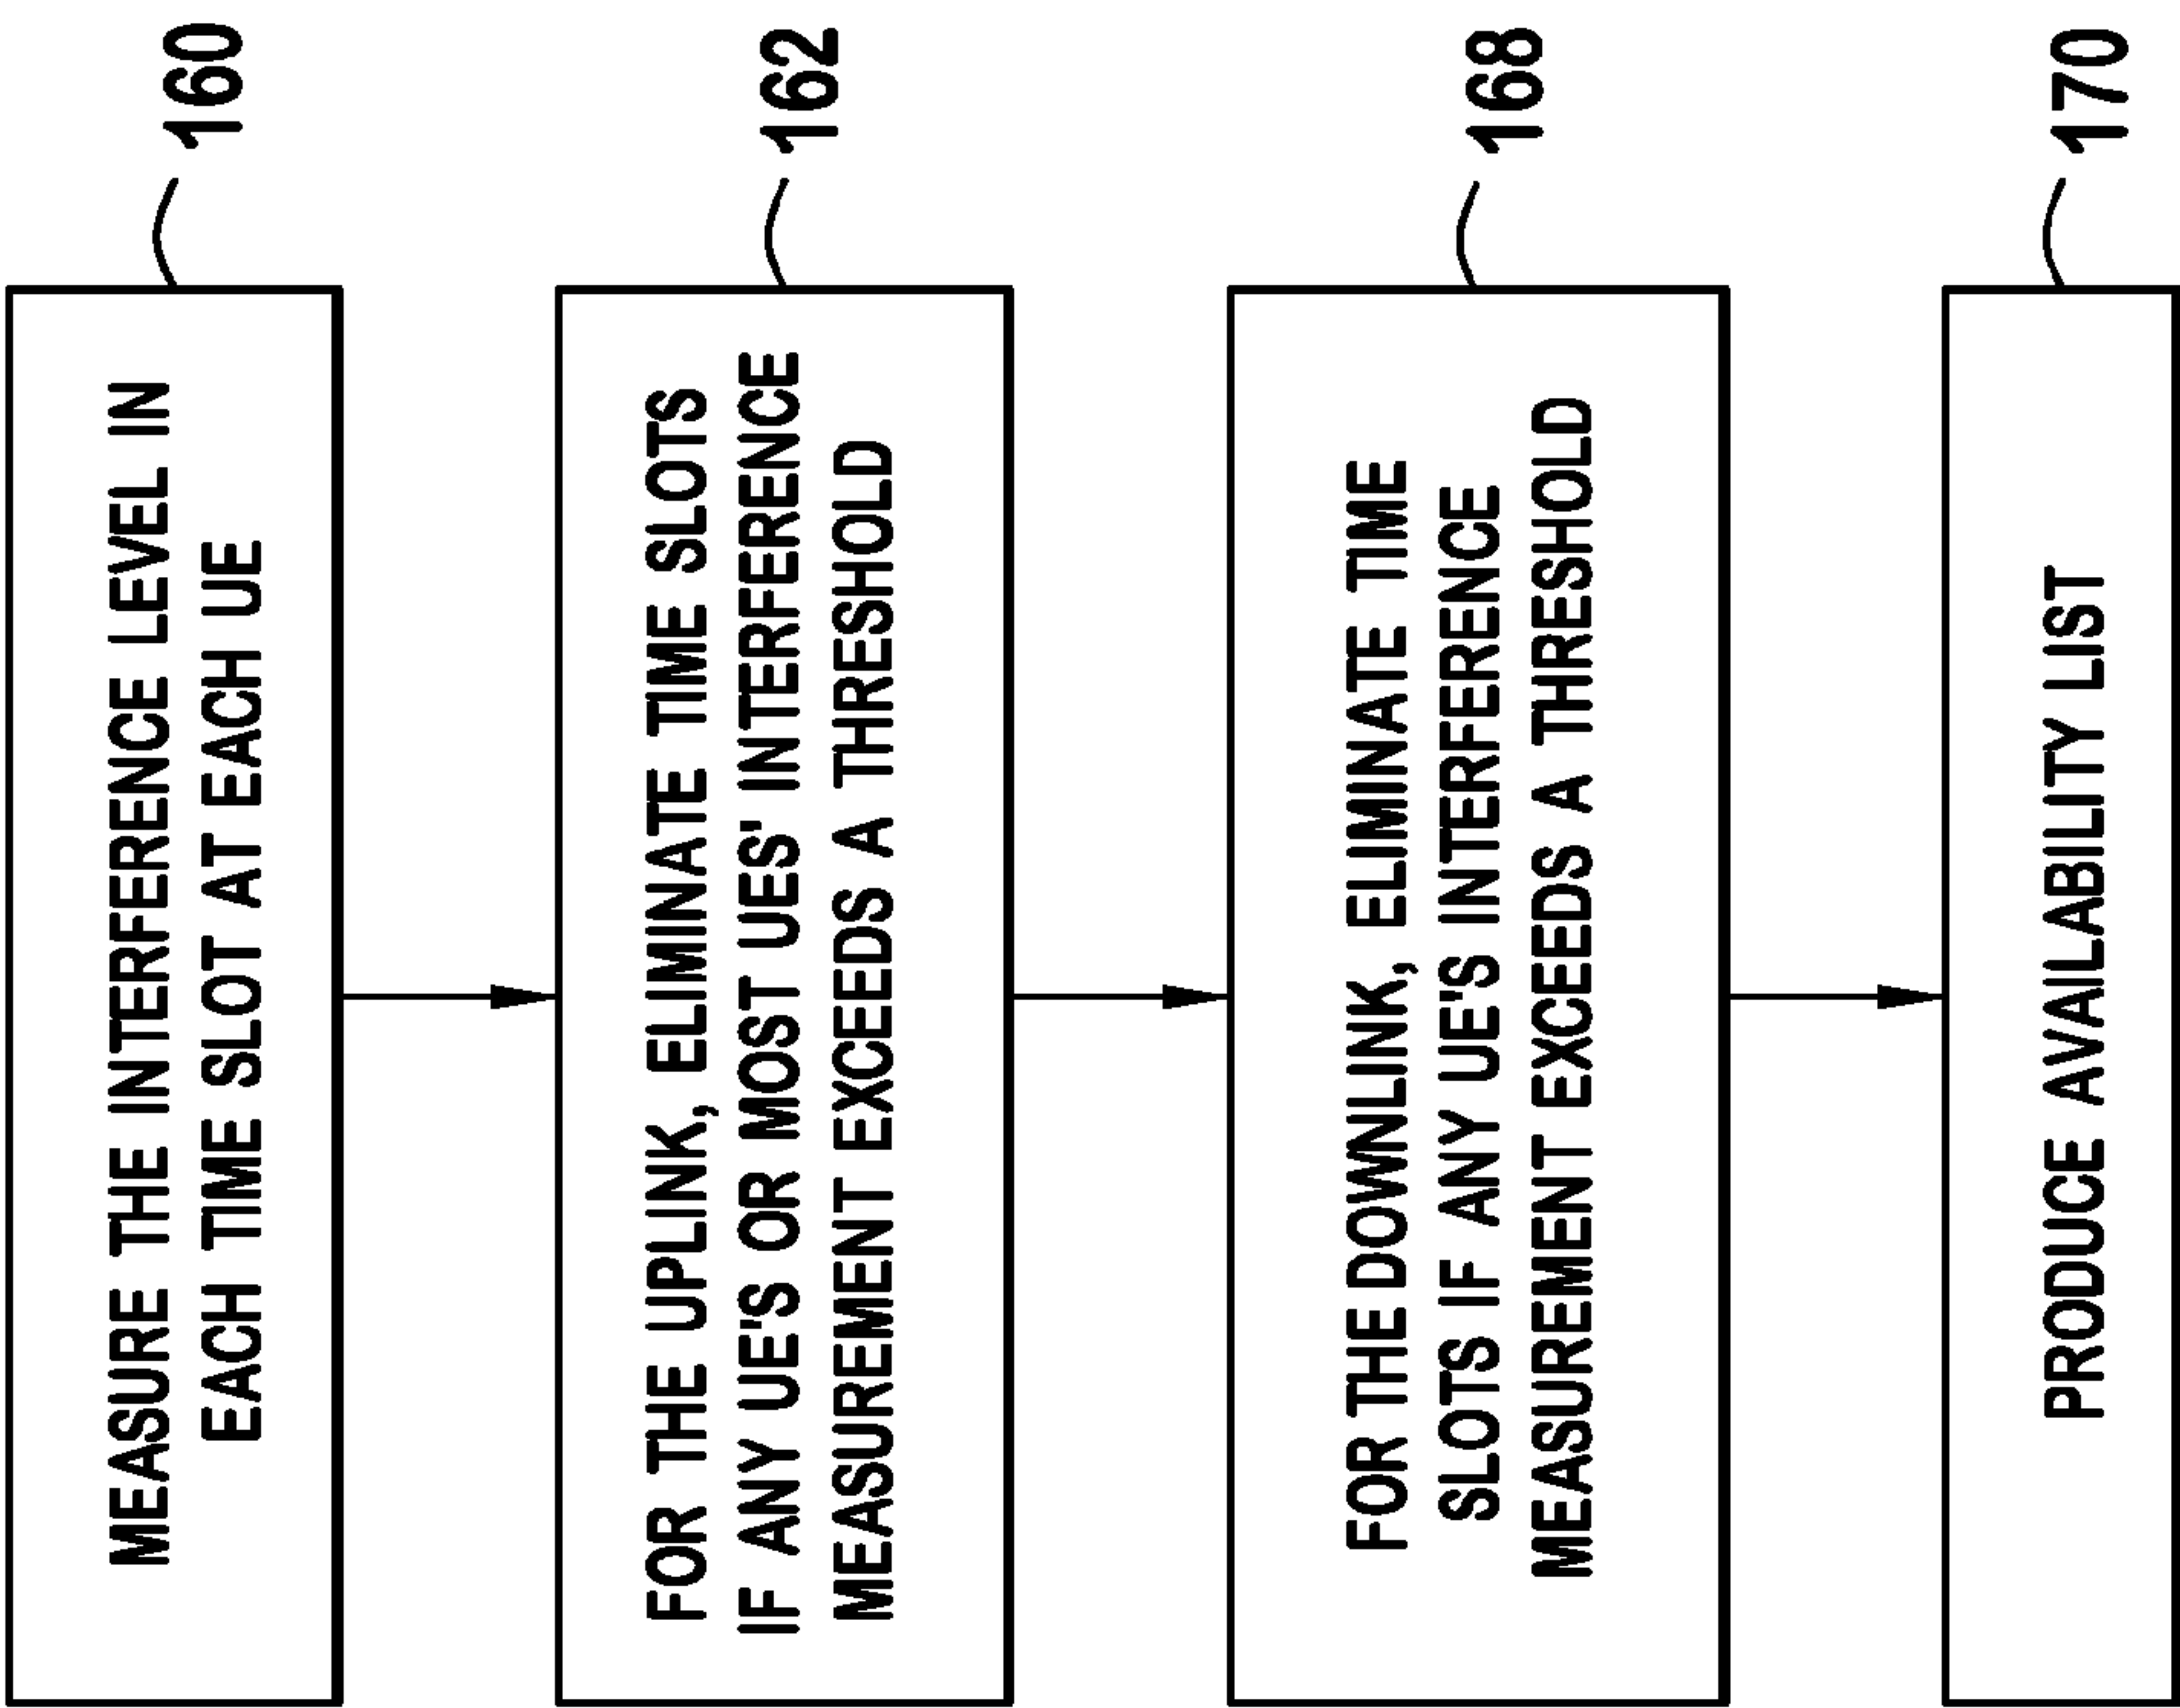 MEASURE THE INTERFERENCE LEVEL IN
EACH TIME SLOT AT EACH UE
160
FOR THE UPLINK, ELIMINATE TIME SLOTS
IF ANY UE'S OR MOST UES' INTERFERENCE
MEASUREMENT EXCEEDS A THRESHOLD
162
FOR THE DOWNLINK, ELIMINATE TIME
SLOTS IF ANY UE'S INTERFERENCE
MEASUREMENT EXCEEDS A THRESHOLD
168
PRODUCE AVAILABILITY LIST
170